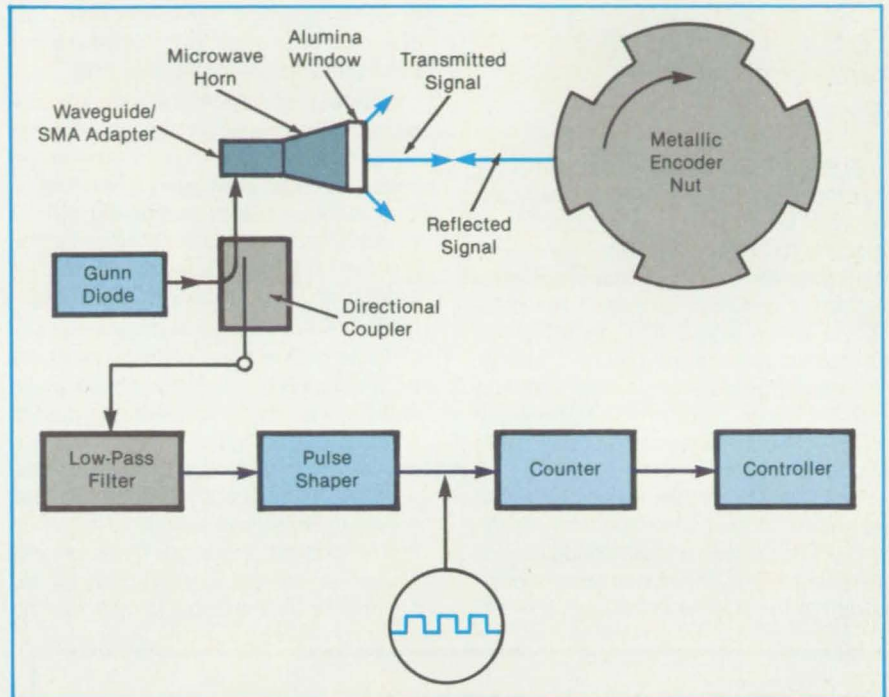 Alumina
Window
Microwave
Horn
Transmitted
Signal
Waveguide/
SMA Adapter
Metallic
Encoder
Nut
Reflected
Signal
Gunn
Diode
Directional
Coupler
Low-Pass
Filter
Pulse
Shaper
Counter
Controller